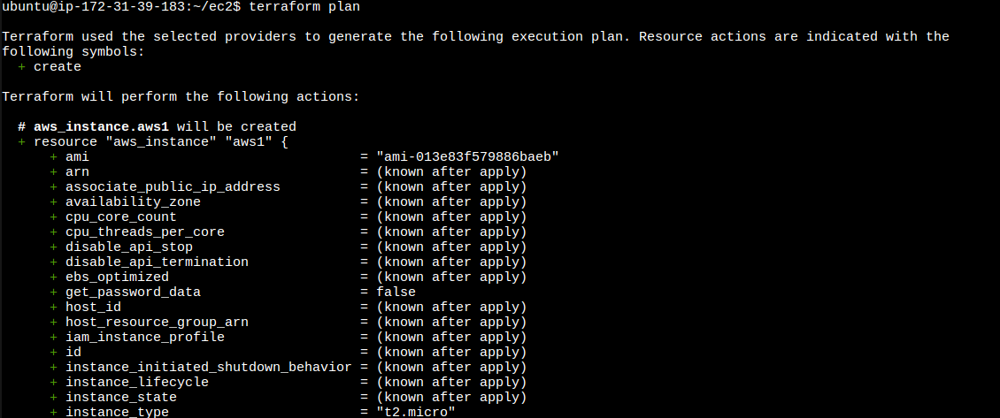 ubuntu@ip-172-31-39-183:~/ec2$ terraform plan
Terraform used the selected providers to generate the following execution plan. Resource actions are indicated with the
following symbols:
  + create
Terraform will perform the following actions:
  # aws_instance.aws1 will be created
  + resource "aws_instance" "aws1" {
      + ami                                  = "ami-013e83f579886baeb"
      + arn                                  = (known after apply)
      + associate_public_ip_address          = (known after apply)
      + availability_zone                    = (known after apply)
      + cpu_core_count                       = (known after apply)
      + cpu_threads_per_core                 = (known after apply)
      + disable_api_stop                     = (known after apply)
      + disable_api_termination              = (known after apply)
      + ebs_optimized                        = (known after apply)
      + get_password_data                    = false
      + host_id                              = (known after apply)
      + host_resource_group_arn              = (known after apply)
      + iam_instance_profile                 = (known after apply)
      + id                                   = (known after apply)
      + instance_initiated_shutdown_behavior = (known after apply)
      + instance_lifecycle                   = (known after apply)
      + instance_state                       = (known after apply)
      + instance_type                        = "t2.micro"